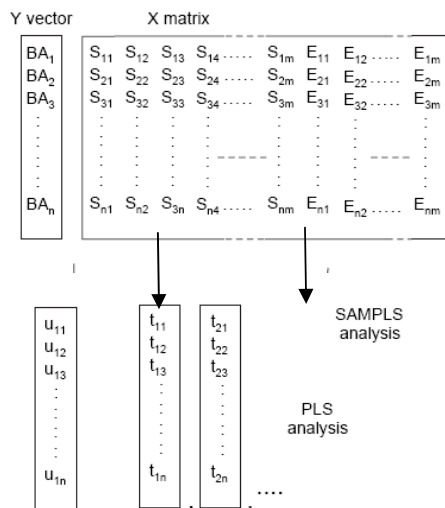 Y vector X matrix
BA₁ S₁₁ S₁₂ S₁₃ S₁₄ ..... S₁ₘ E₁₁ E₁₂ ..... E₁ₘ
BA₂ S₂₁ S₂₂ S₂₃ S₂₄ ..... S₂ₘ E₂₁ E₂₂ ..... E₂ₘ
BA₃ S₃₁ S₃₂ S₃₃ S₃₄ ..... S₃ₘ E₃₁ E₃₂ ..... E₃ₘ
BAₙ Sₙ₁ Sₙ₂ S₃ₙ Sₙ₄ ..... Sₙₘ Eₙ₁ Eₙ₂ ..... Eₙₘ
u₁₁ t₁₁ t₂₁
u₁₂ t₁₂ t₂₂
u₁₃ t₁₃ t₂₃
u₁ₙ t₁ₙ t₂ₙ ....
SAMPLS
analysis
PLS
analysis